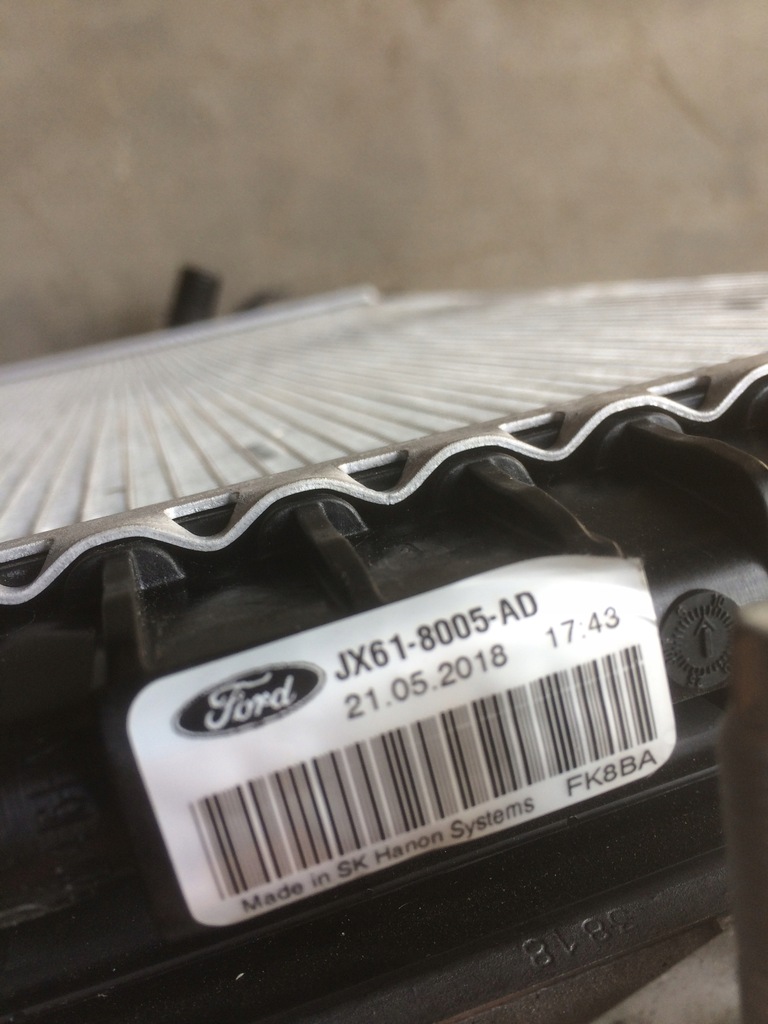 Ford
JX61-8005-AD
21.05.2018 17:43
FK8BA
Made in SK Hanon Systems